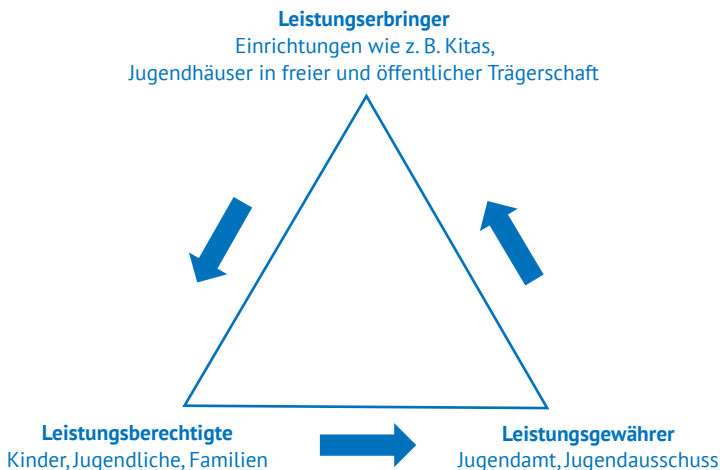 Leistungserbringer
Einrichtungen wie z. B. Kitas,
Jugendhäuser in freier und öffentlicher Trägerschaft
Leistungsberechtigte
Kinder, Jugendliche, Familien
Leistungsgewährer
Jugendamt, Jugendausschuss